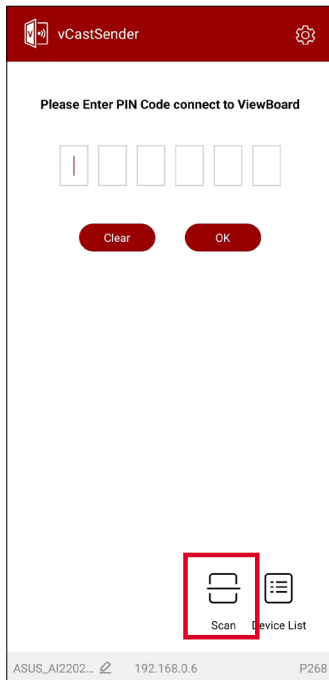 vCastSender
Please Enter PIN Code connect to ViewBoard
Clear OK
Scan Device List
ASUS_AI2202... 192.168.0.6 P268